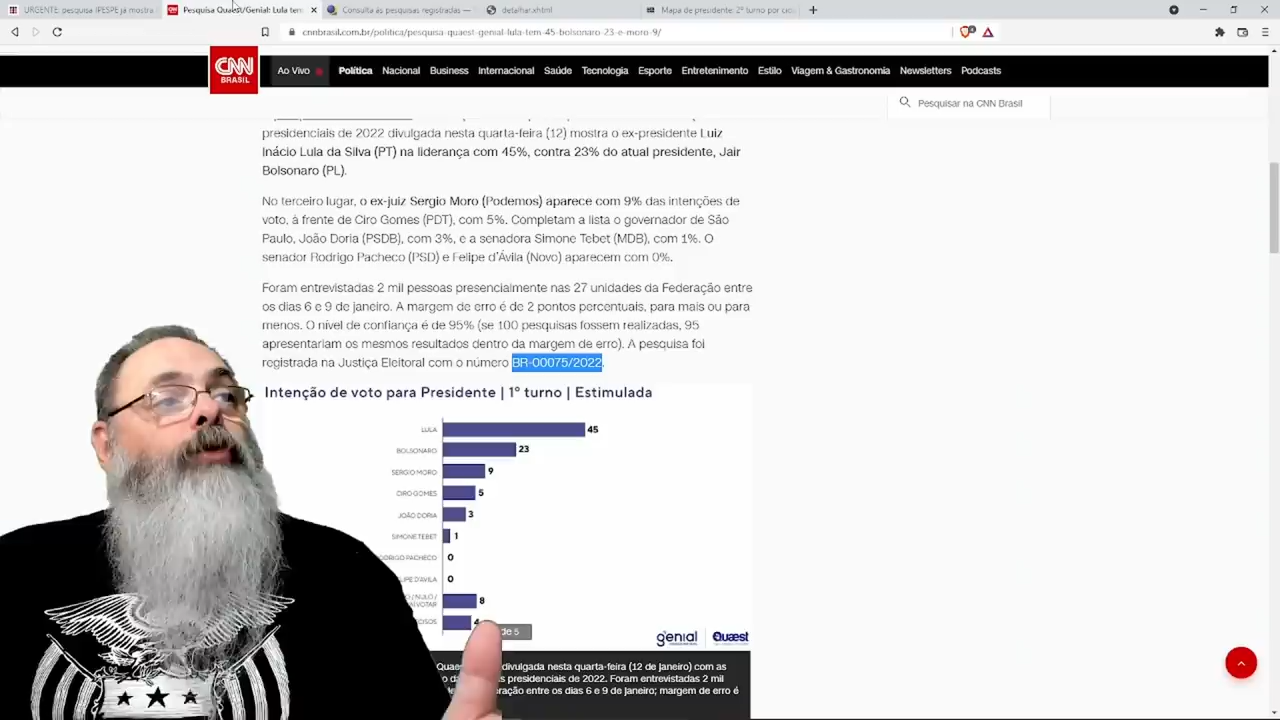 URGENTE: pesquisa IPESPE já mostra
Pesquisa Quaest/Genial: Lula tem
Consulta às pesquisas registradas —
detalhar.xhtml
Mapa de presidente: 2º turno por cida
cnnbrasil.com.br/politica/pesquisa-quaest-genial-lula-tem-45-bolsonaro-23-e-moro-9/
CNN
BRASIL
Ao Vivo
Política
Nacional
Business
Internacional
Saúde
Tecnologia
Esporte
Entretenimento
Estilo
Viagem & Gastronomia
Newsletters
Podcasts
Pesquisar na CNN Brasil
presidenciais de 2022 divulgada nesta quarta-feira (12) mostra o ex-presidente Luiz
Inácio Lula da Silva (PT) na liderança com 45%, contra 23% do atual presidente, Jair
Bolsonaro (PL).
No terceiro lugar, o ex-juiz Sergio Moro (Podemos) aparece com 9% das intenções de
voto, à frente de Ciro Gomes (PDT), com 5%. Completam a lista o governador de São
Paulo, João Doria (PSDB), com 3%, e a senadora Simone Tebet (MDB), com 1%. O
senador Rodrigo Pacheco (PSD) e Felipe d'Ávila (Novo) aparecem com 0%.
Foram entrevistadas 2 mil pessoas presencialmente nas 27 unidades da Federação entre
os dias 6 e 9 de janeiro. A margem de erro é de 2 pontos percentuais, para mais ou para
menos. O nível de confiança é de 95% (se 100 pesquisas fossem realizadas, 95
apresentariam os mesmos resultados dentro da margem de erro). A pesquisa foi
registrada na Justiça Eleitoral com o número BR-00075/2022.
Intenção de voto para Presidente | 1º turno | Estimulada
LULA 45
BOLSONARO 23
SERGIO MORO 9
CIRO GOMES 5
JOÃO DORIA 3
SIMONE TEBET 1
ODRIGO PACHECO 0
ELIPE D'AVILA 0
O / NULO /
VOTAR 8
CISOS 4
de 5
genial Quaest
Quaes divulgada nesta quarta-feira (12 de janeiro) com as
s presidenciais de 2022. Foram entrevistadas 2 mil
ração entre os dias 6 e 9 de janeiro; margem de erro é